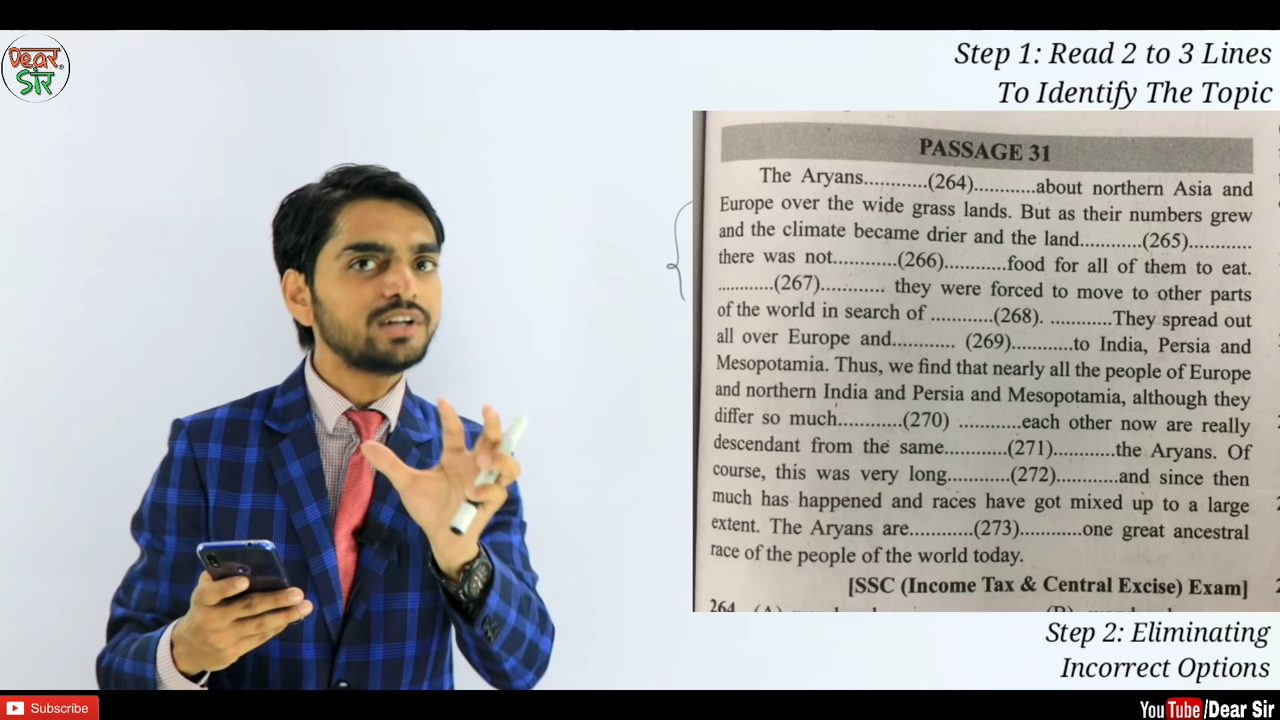 Dear
Sir
Step 1: Read 2 to 3 Lines
To Identify The Topic
PASSAGE 31
The Aryans............(264)............about northern Asia and
Europe over the wide grass lands. But as their numbers grew
and the climate became drier and the land...........(265)............
there was not...........(266)...........food for all of them to eat.
...........(267)............ they were forced to move to other parts
of the world in search of ...........(268). ...........They spread out
all over Europe and........... (269)...........to India, Persia and
Mesopotamia. Thus, we find that nearly all the people of Europe
and northern India and Persia and Mesopotamia, although they
differ so much...........(270) ...........each other now are really
descendant from the same...........(271)...........the Aryans. Of
course, this was very long...........(272)...........and since then
much has happened and races have got mixed up to a large
extent. The Aryans are...........(273)...........one great ancestral
race of the people of the world today.
[SSC (Income Tax & Central Excise) Exam]
264 (A)
Step 2: Eliminating
Incorrect Options
Subscribe
YouTube/Dear Sir